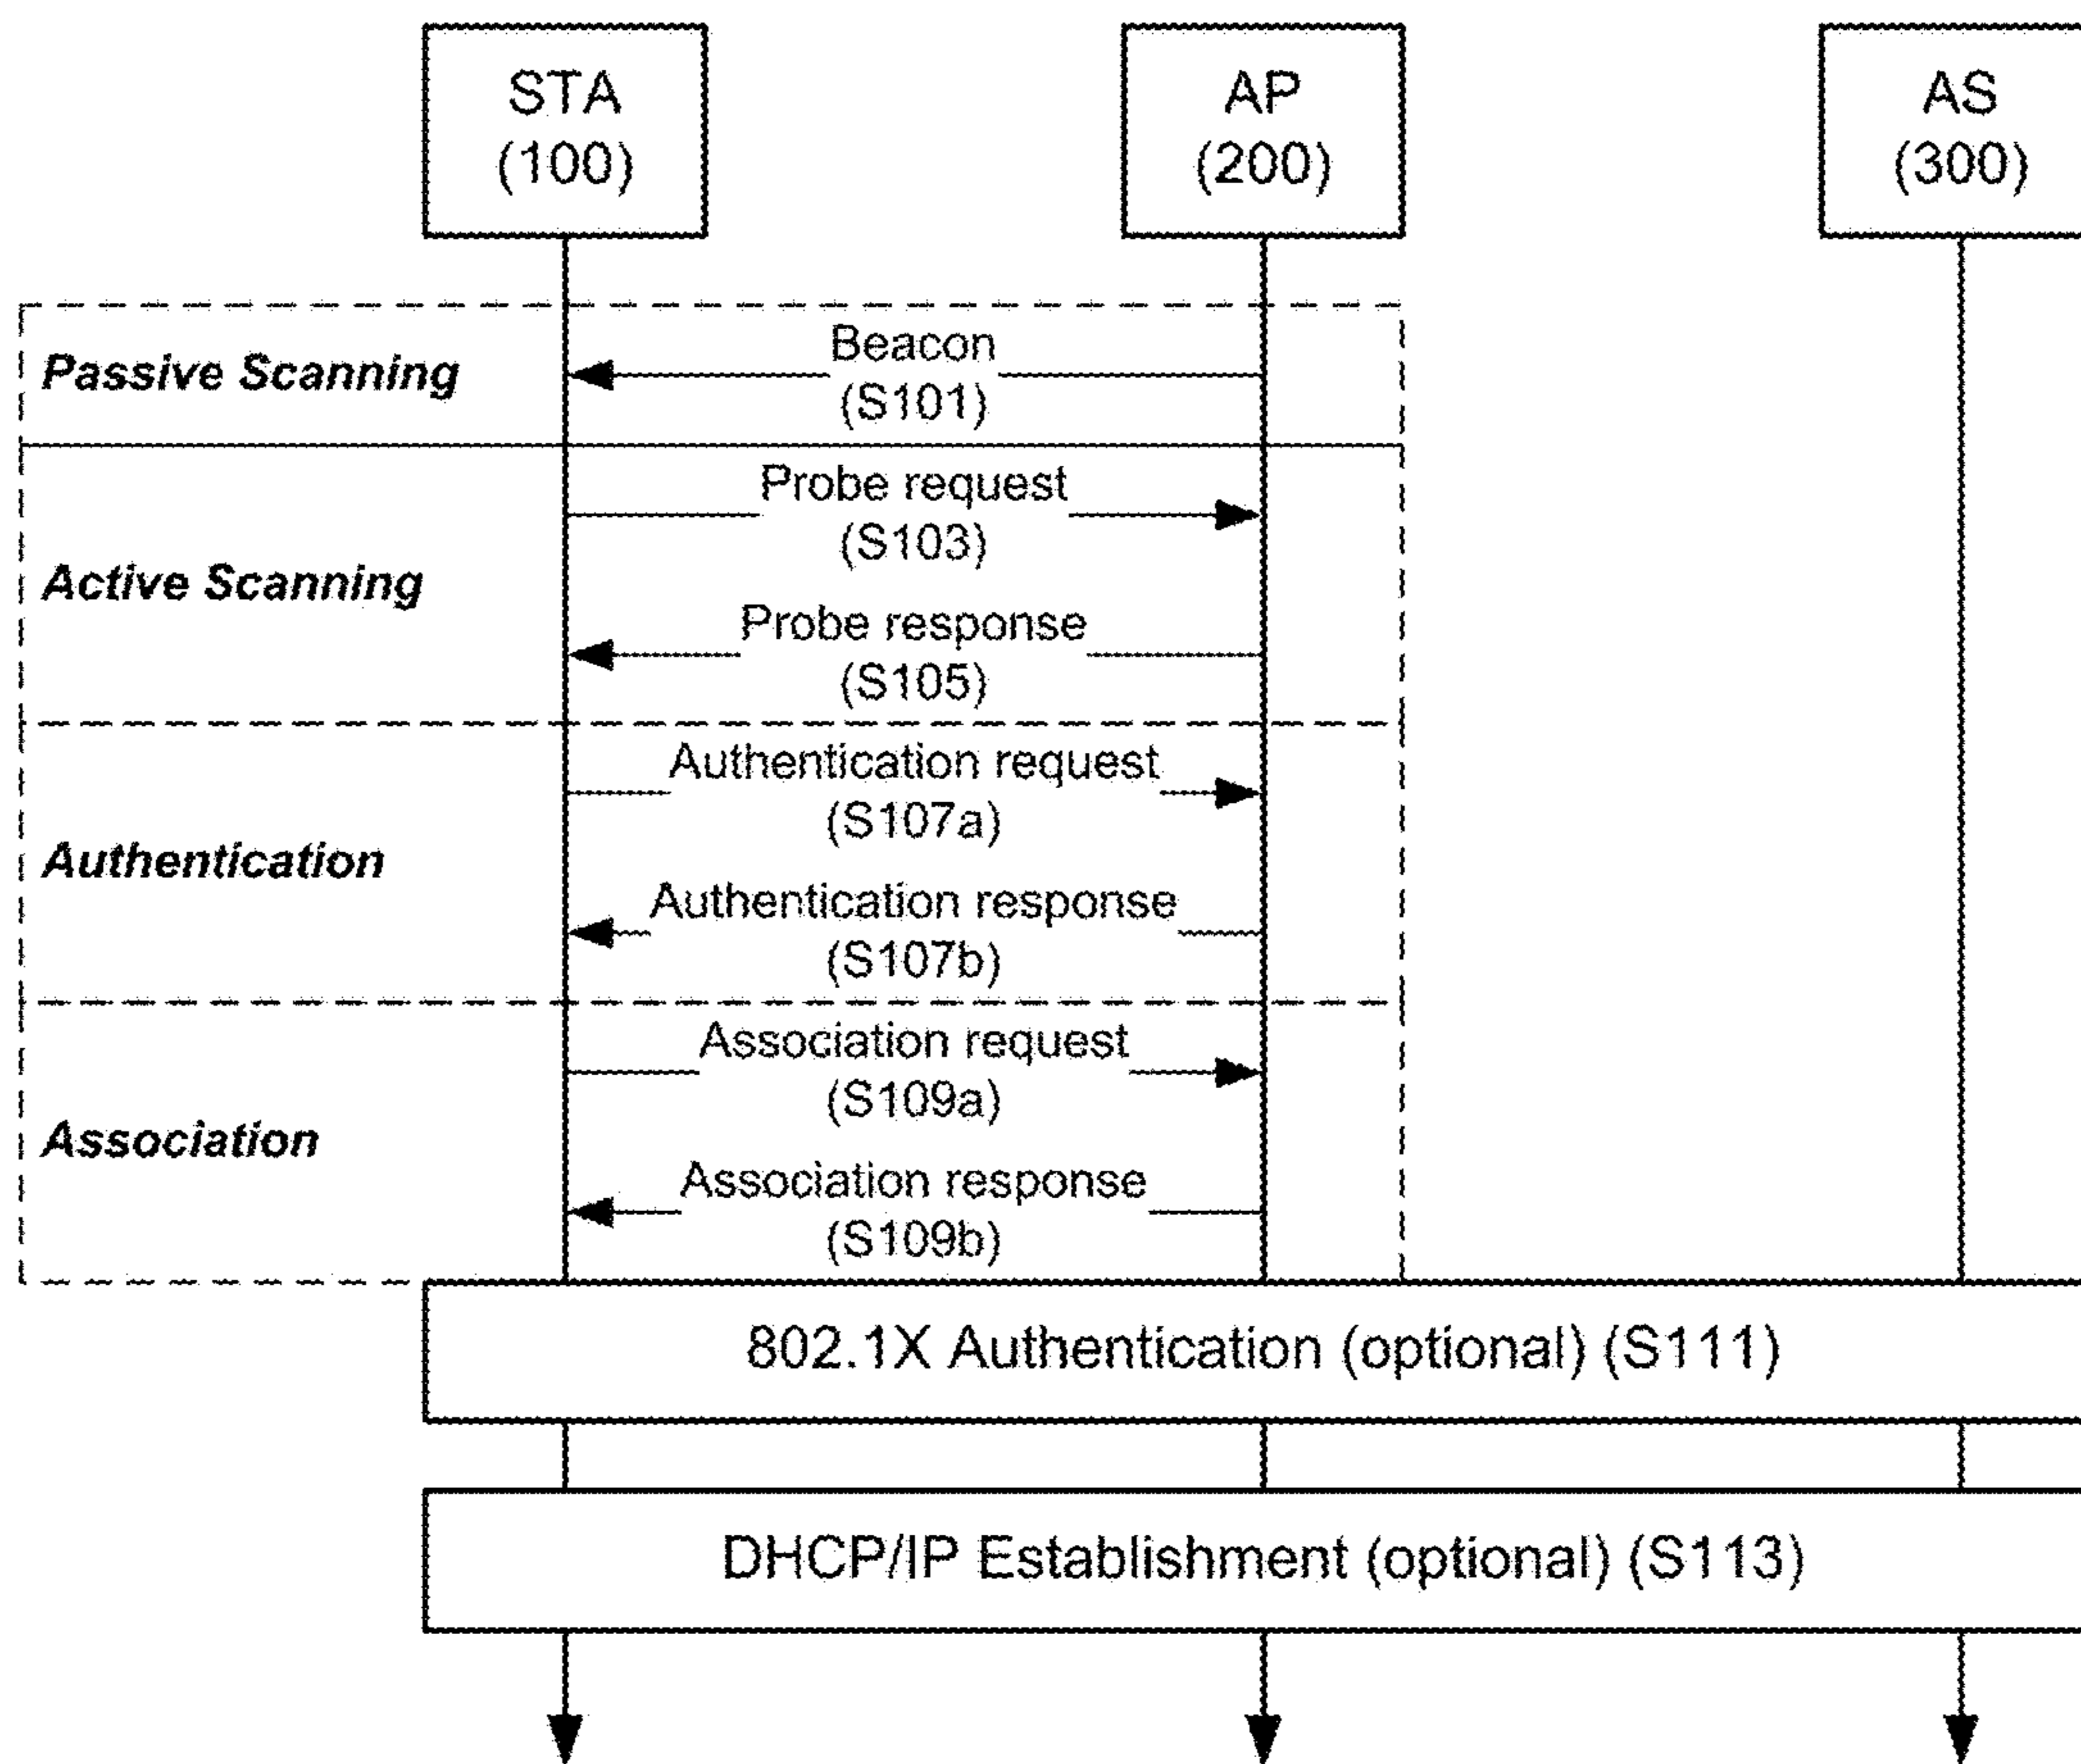 STA
(100)
AP
(200)
AS
(300)
Passive Scanning
Beacon
(S101)
Active Scanning
Probe request
(S103)
Probe response
(S105)
Authentication
Authentication request
(S107a)
Authentication response
(S107b)
Association
Association request
(S109a)
Association response
(S109b)
802.1X Authentication (optional) (S111)
DHCP/IP Establishment (optional) (S113)